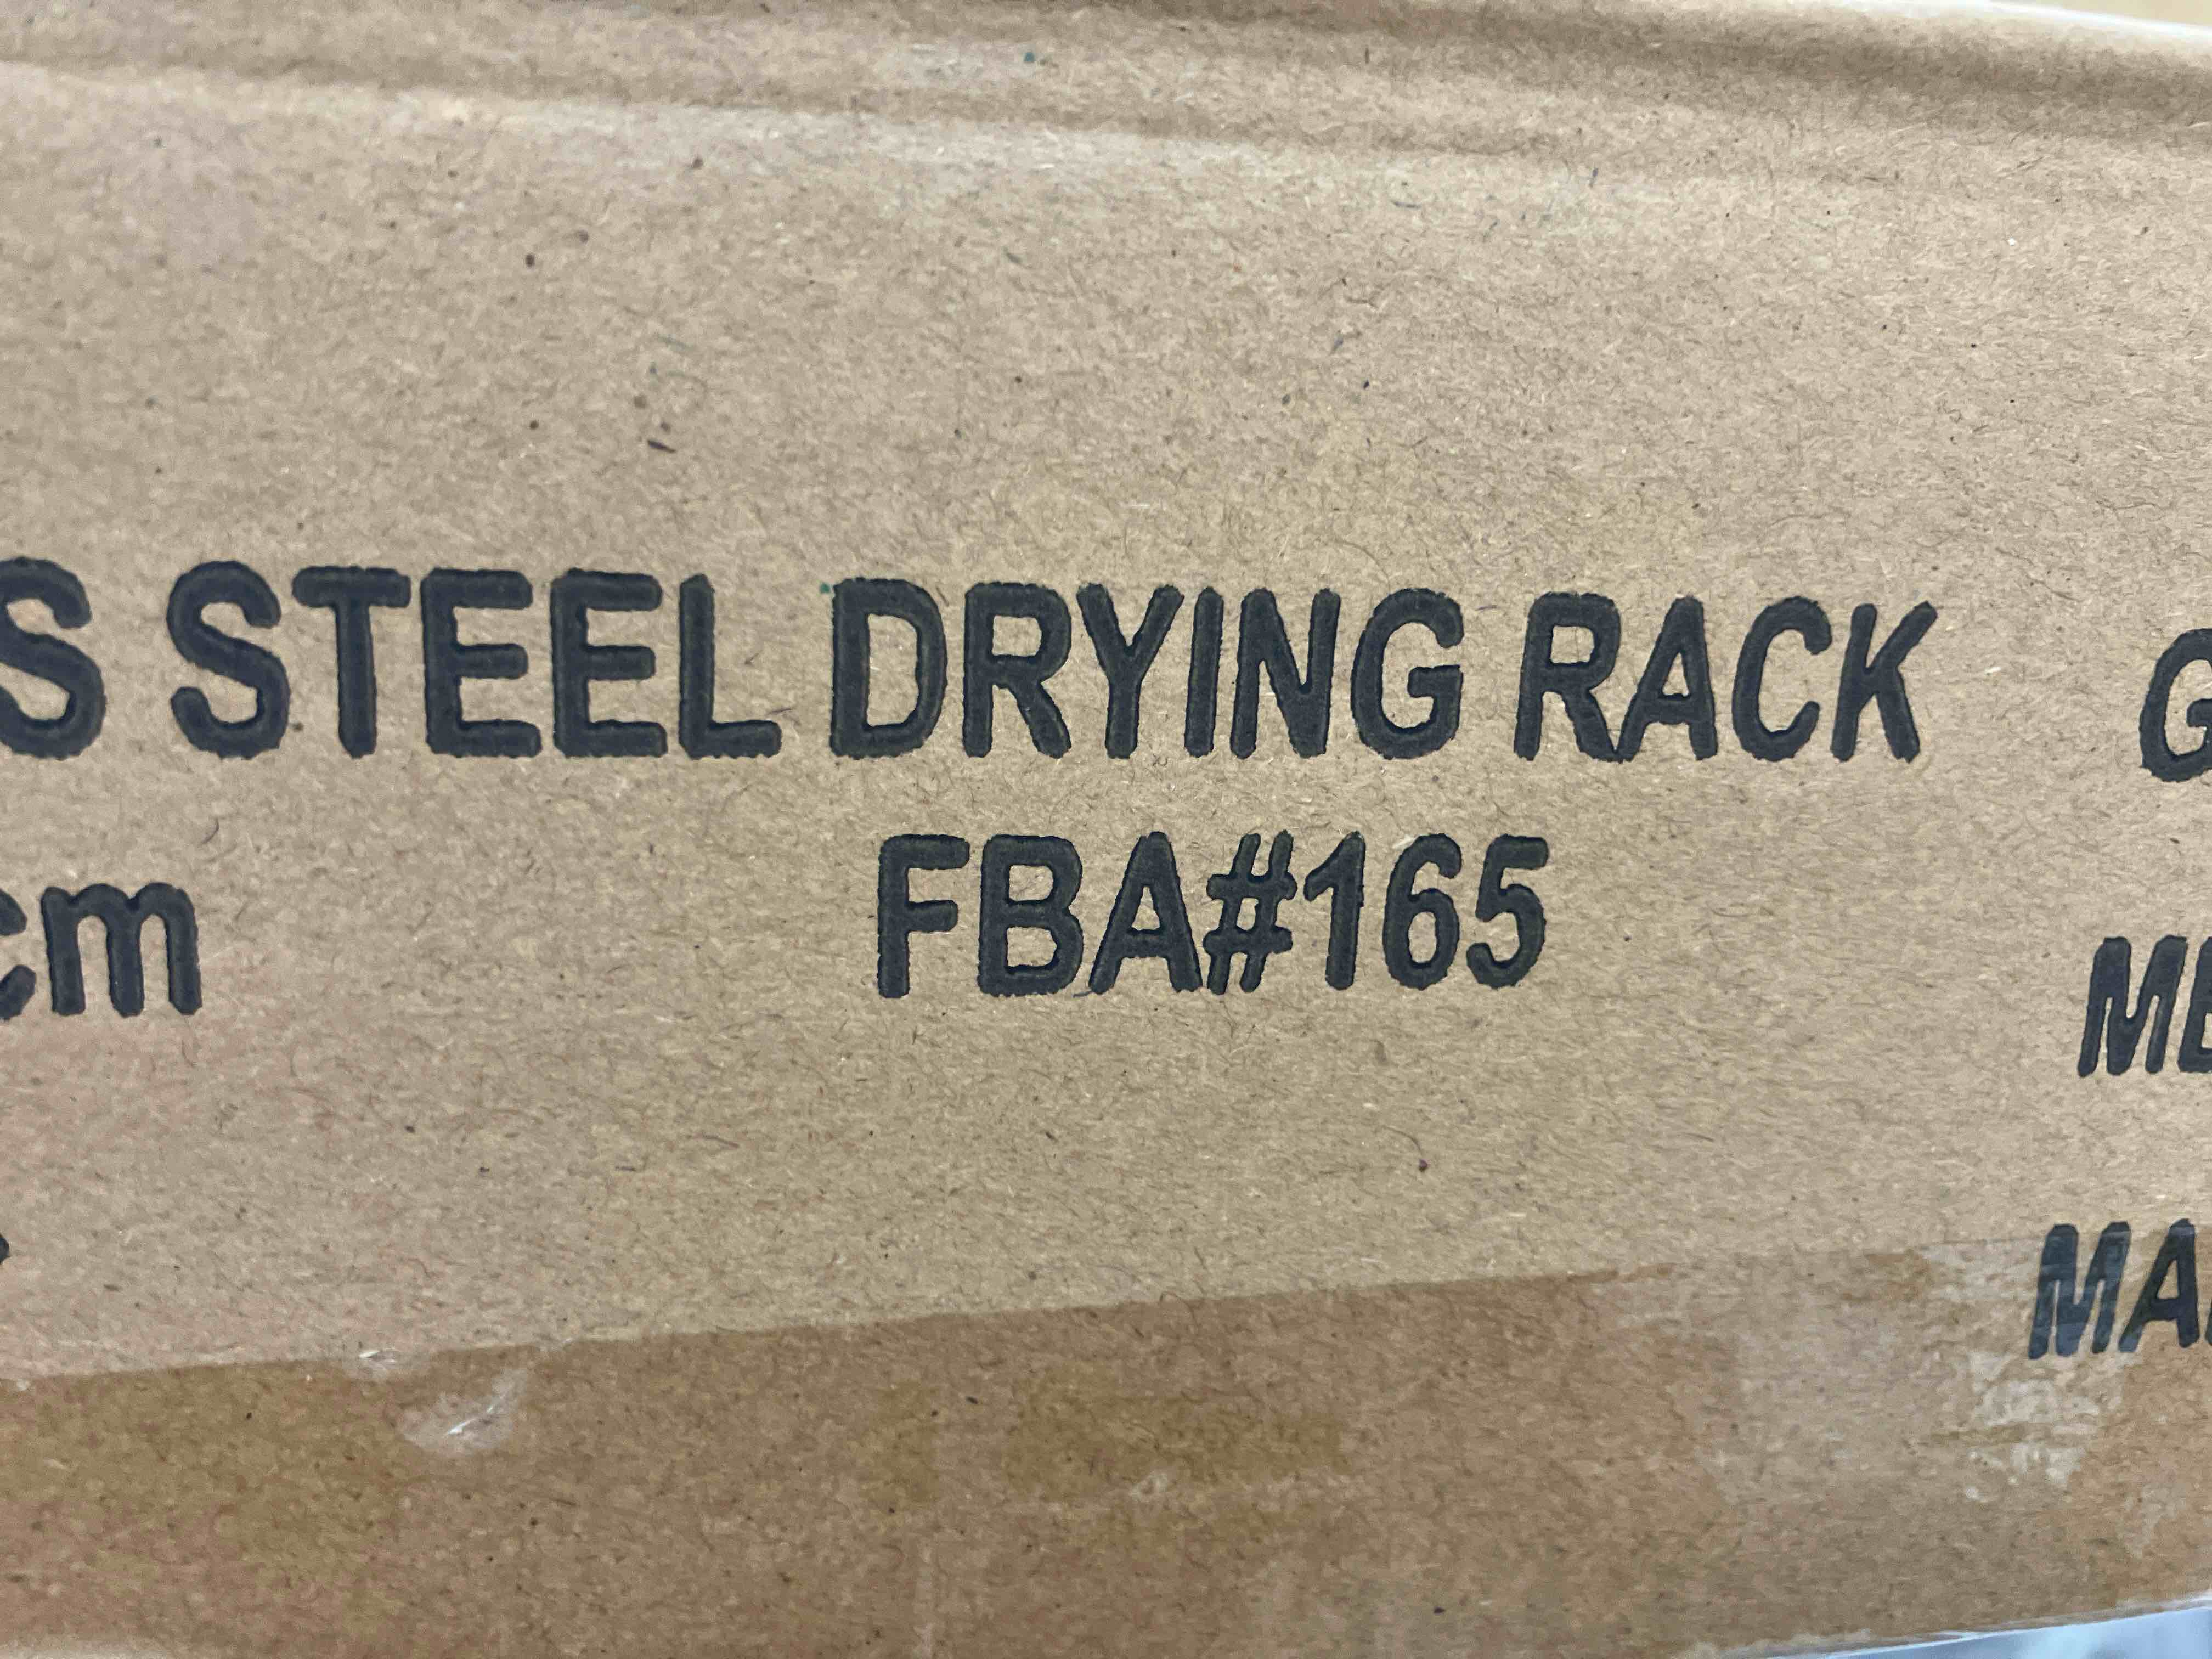 S STEEL DRYING RACK G
cm FBA#165